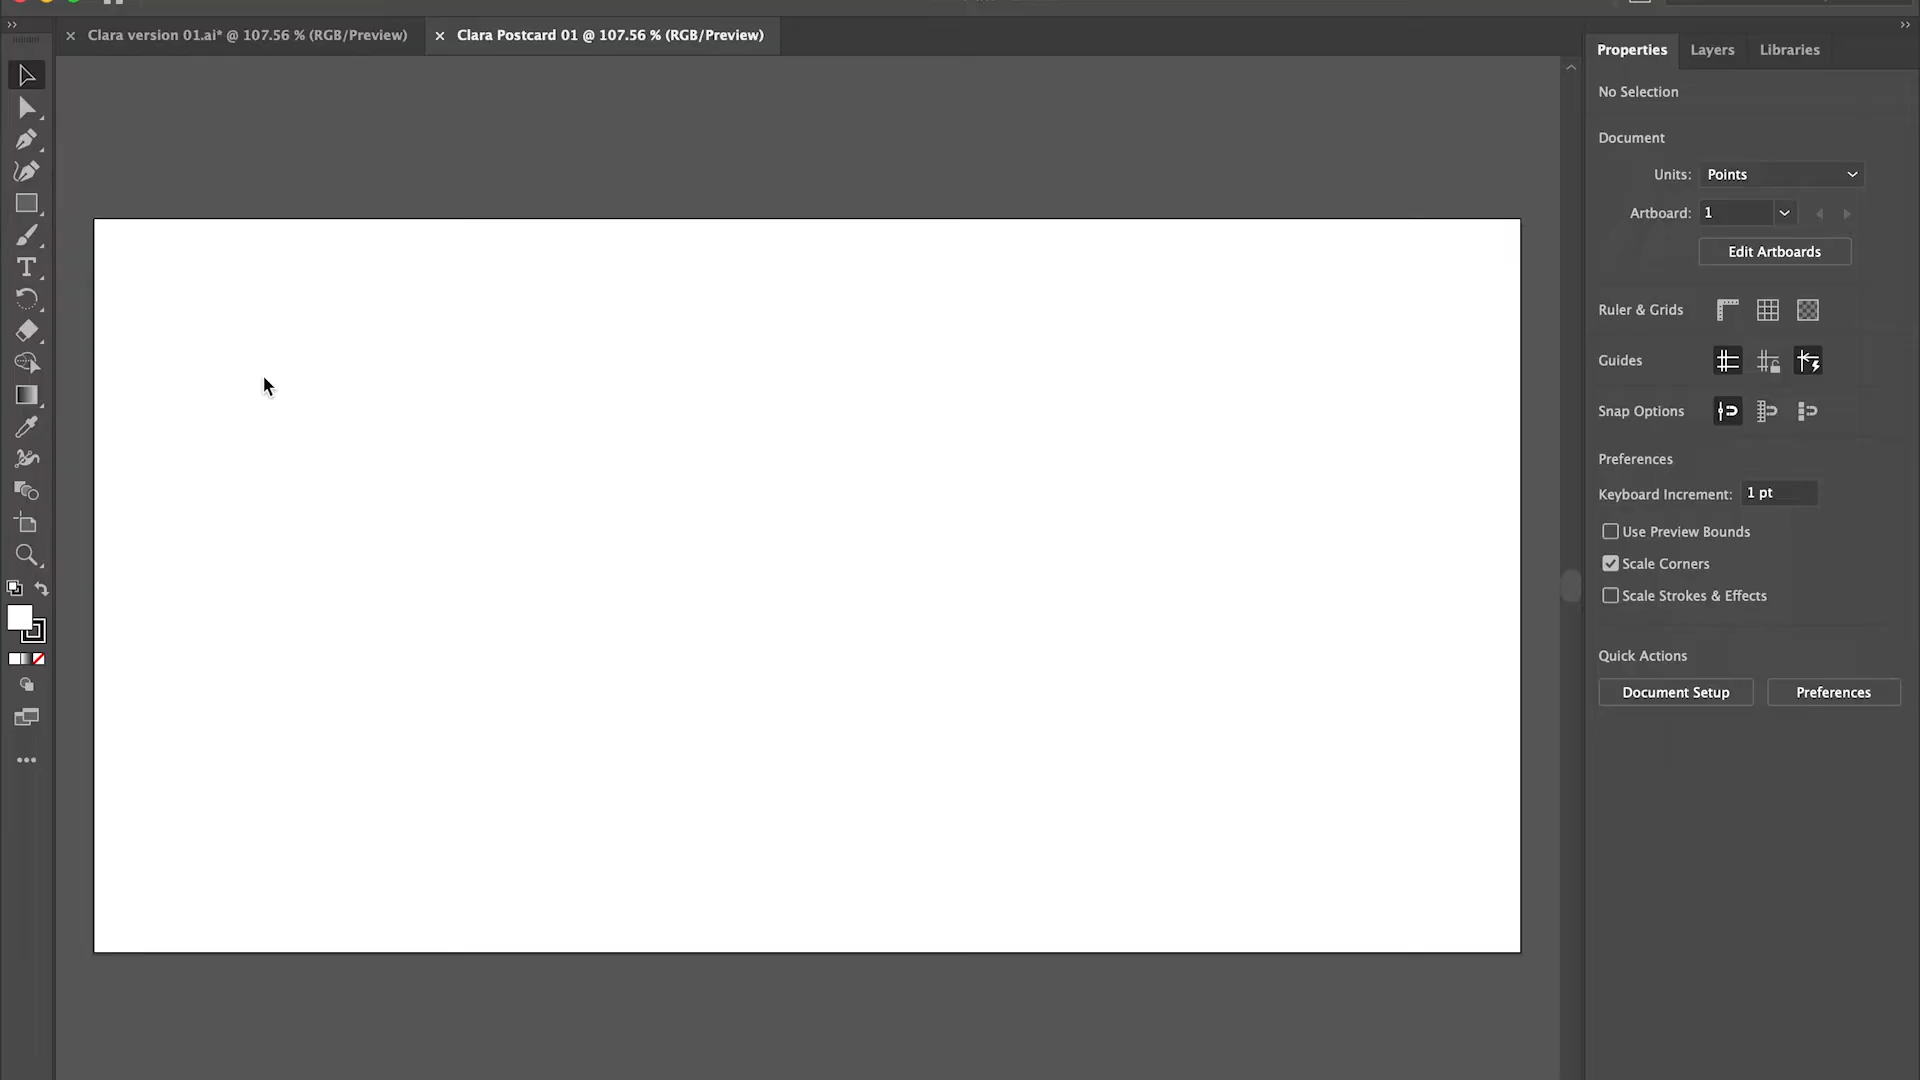 Clara version 01.ai* @ 107.56 % (RGB/Preview)
Clara Postcard 01 @ 107.56 % (RGB/Preview)
Properties
Layers
Libraries
No Selection
Document
Units: Points
Artboard: 1
Edit Artboards
Ruler & Grids
Guides
Snap Options
Preferences
Keyboard Increment: 1 pt
Use Preview Bounds
Scale Corners
Scale Strokes & Effects
Quick Actions
Document Setup
Preferences